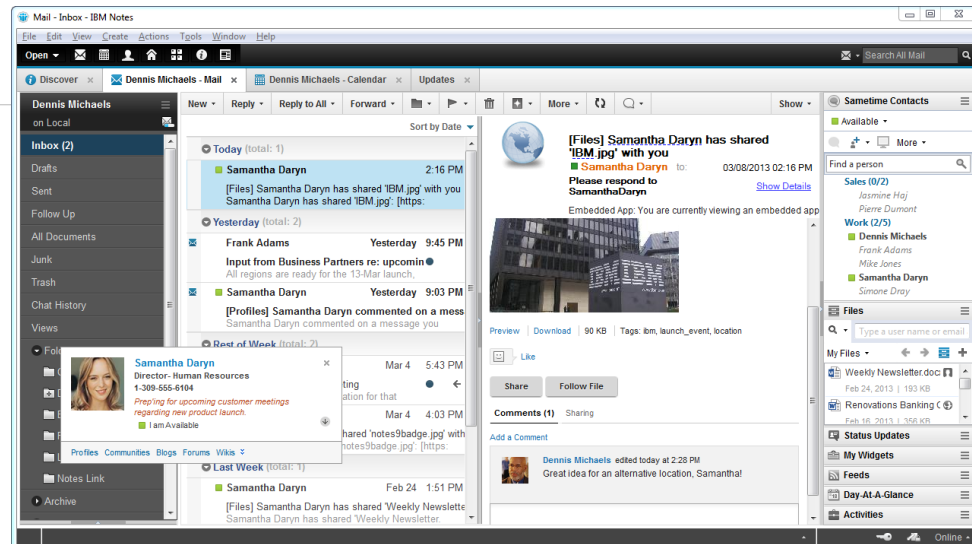 Mail - Inbox - IBM Notes
File Edit View Create Actions Tools Window Help
Open
Search All Mail
Discover
Dennis Michaels - Mail
Dennis Michaels - Calendar
Updates
Dennis Michaels
on Local
Inbox (2)
Drafts
Sent
Follow Up
All Documents
Junk
Trash
Chat History
Views
Archive
Notes Link
New
Reply
Reply to All
Forward
More
Show
Sort by Date
Today (total: 1)
Samantha Daryn 2:16 PM
[Files] Samantha Daryn has shared 'IBM.jpg' with you
Samantha Daryn has shared 'IBM.jpg': [https:
Yesterday (total: 2)
Frank Adams Yesterday 9:45 PM
Input from Business Partners re: upcomin
All regions are ready for the 13-Mar launch,
Samantha Daryn Yesterday 9:03 PM
[Profiles] Samantha Daryn commented on a mess
Samantha Daryn commented on a message you
Rest of Week (total: 2)
Mar 4 5:43 PM
ting
ation for that
Mar 4 4:03 PM
hared 'notes9badge.jpg' with
notes9badge.jpg': [https:
Last Week (total: 1)
Samantha Daryn Feb 24 1:51 PM
[Files] Samantha Daryn has shared 'Weekly Newslette
Samantha Daryn has shared 'Weekly Newsletter
Samantha Daryn
Director- Human Resources
1-309-555-6104
Prep'ing for upcoming customer meetings
regarding new product launch.
I am Available
Profiles Communities Blogs Forums Wikis
[Files] Samantha Daryn has shared
'IBM.jpg' with you
Samantha Daryn to: 03/08/2013 02:16 PM
Please respond to
SamanthaDaryn
Show Details
Embedded App: You are currently viewing an embedded app
IBM
Preview Download 90 KB Tags: ibm, launch_event, location
Like
Share Follow File
Comments (1) Sharing
Add a Comment
Dennis Michaels edited today at 2:28 PM
Great idea for an alternative location, Samantha!
Sametime Contacts
Available
More
Find a person
Sales (0/2)
Jasmine Haj
Pierre Dumont
Work (2/5)
Dennis Michaels
Frank Adams
Mike Jones
Samantha Daryn
Simone Dray
Files
Type a user name or email
My Files
Weekly Newsletter.doc
Feb 24, 2013 | 193 KB
Renovations Banking C
Feb 16, 2013 | 356 KB
Status Updates
My Widgets
Feeds
Day-At-A-Glance
Activities
Online